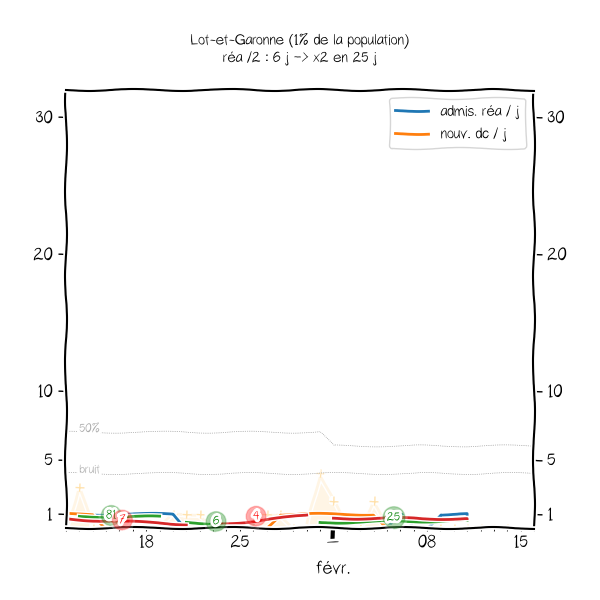 Lot-et-Garonne (1% de la population)
réa /2 : 6 j -> x2 en 25 j
admis. réa / j
nouv. dc / j
30 30
20 20
10 10
50%
5 5
bruit
1 81 7 6 4 25 1
18 25 1 08 15
févr.